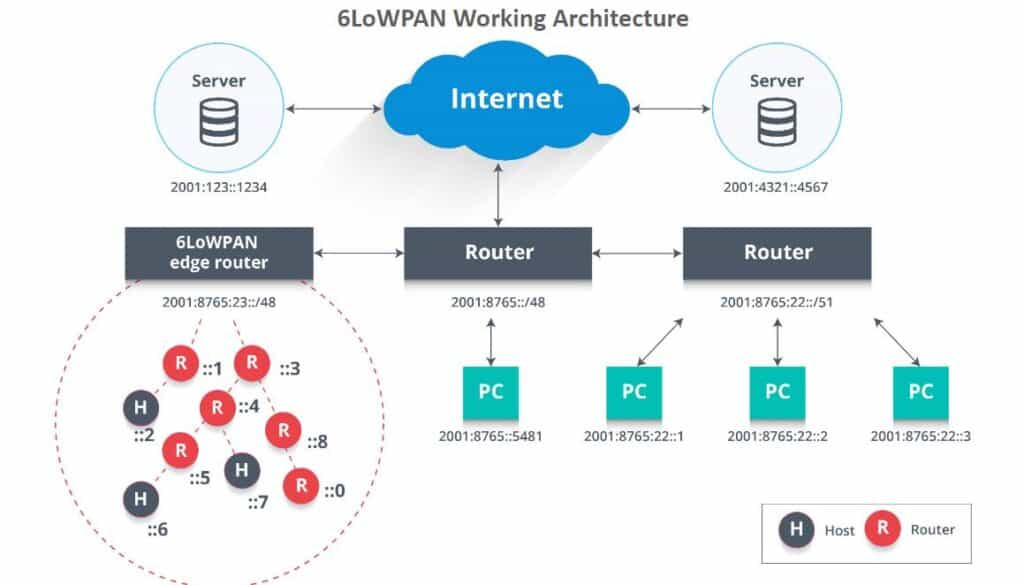 6LoWPAN Working Architecture
Server
Internet
Server
2001:123::1234
2001:4321::4567
6LoWPAN
edge router
Router
Router
2001:8765:23::/48
2001:8765::/48
2001:8765:22::/51
R
::1
R
::3
PC
PC
PC
PC
H
::2
R
::4
R
::8
2001:8765::5481
2001:8765:22::1
2001:8765:22::2
2001:8765:22::3
R
::5
H
::7
R
::0
H
::6
H
Host
R
Router